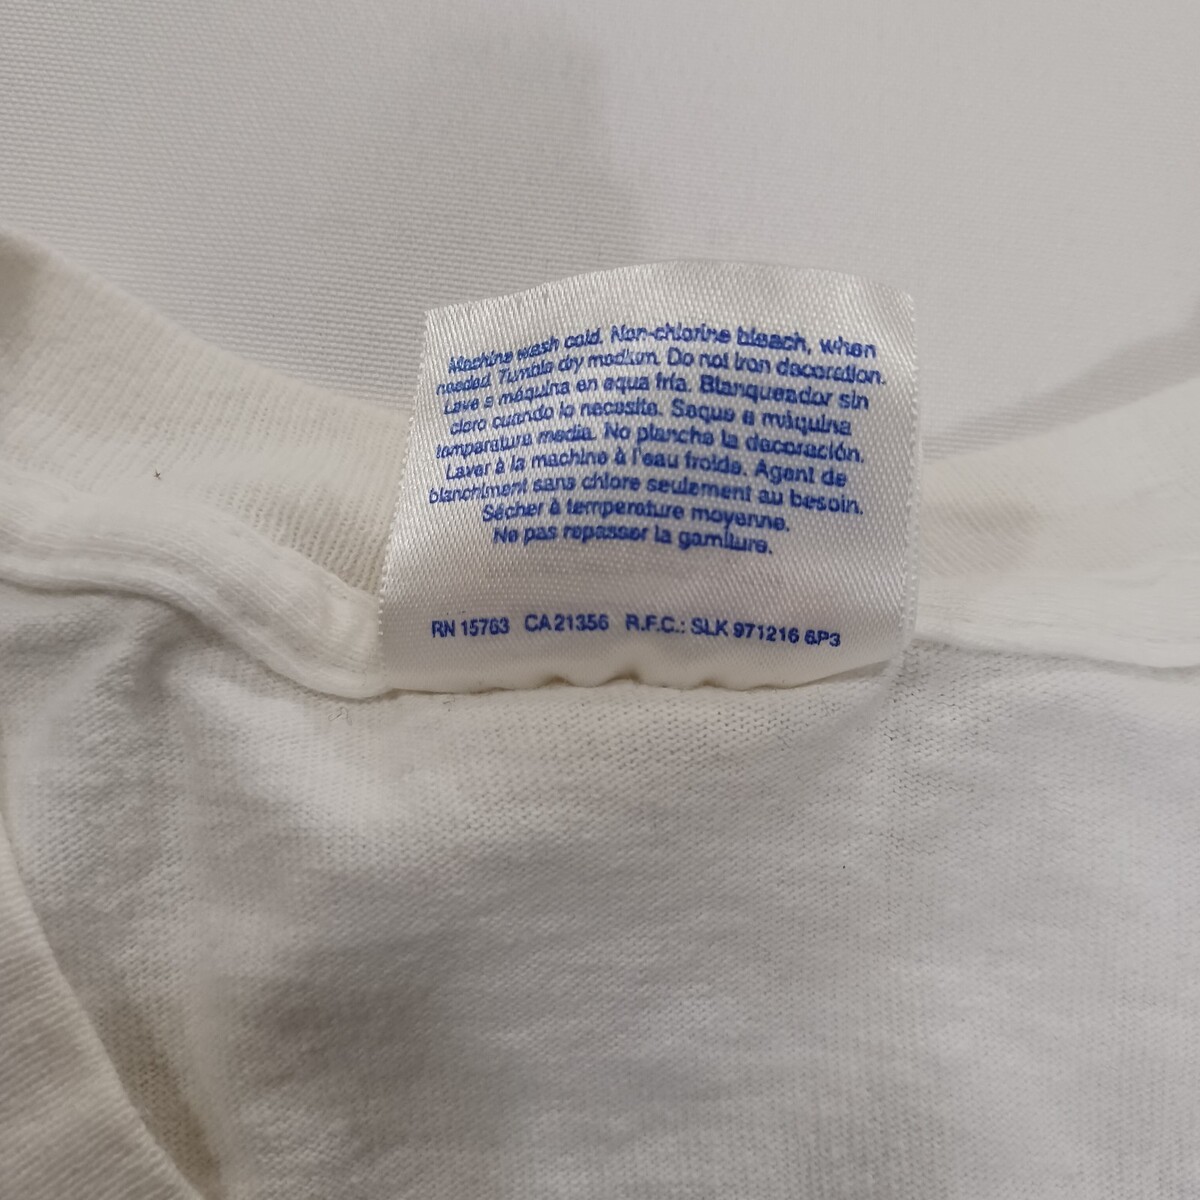 Machine wash cold. Non-chlorine bleach, when
needed. Tumble dry medium. Do not iron decoration.
Lave a máquina en agua fría. Blanqueador sin
cloro cuando lo necesite. Seque a máquina
temperatura media. No planche la decoración.
Laver à la machine à l'eau froide. Agent de
blanchiment sans chlore seulement au besoin.
Sécher à temperature moyenne.
Ne pas repasser la garniture.
RN 15763 CA 21356 R.F.C.: SLK 971216 6P3